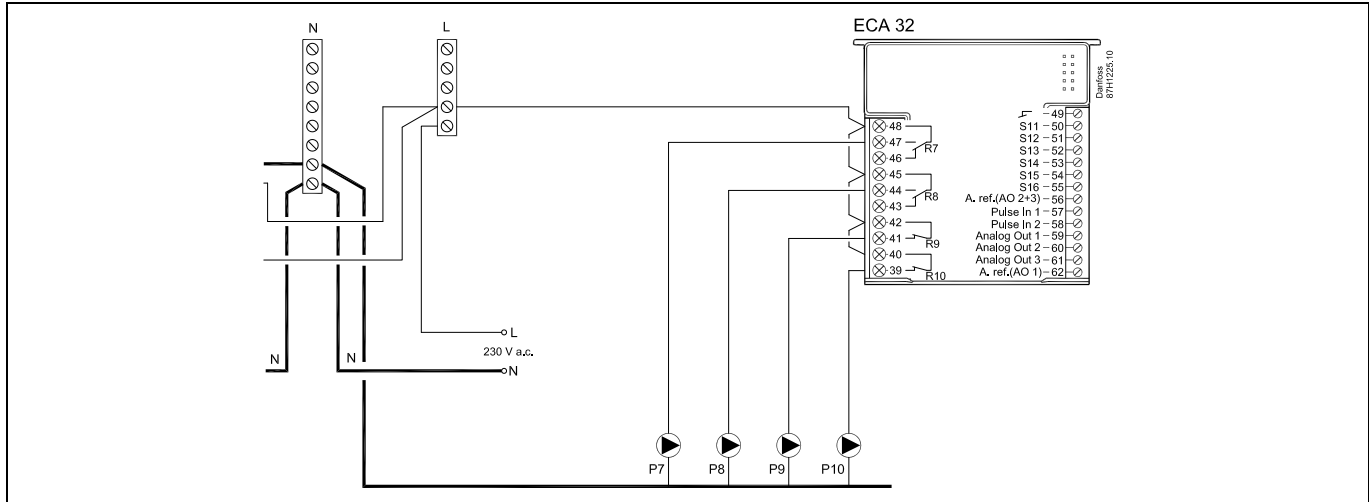 ECA 32
N
L
Danfoss
87H1225.10
48
47
46
45
44
43
42
41
40
39
R7
R8
R9
R10
49
S11 - 50
S12 - 51
S13 - 52
S14 - 53
S15 - 54
S16 - 55
A. ref.(AO 2+3) - 56
Pulse In 1 - 57
Pulse In 2 - 58
Analog Out 1 - 59
Analog Out 2 - 60
Analog Out 3 - 61
A. ref.(AO 1) - 62
L
230 V a.c.
N
N
N
P7
P8
P9
P10